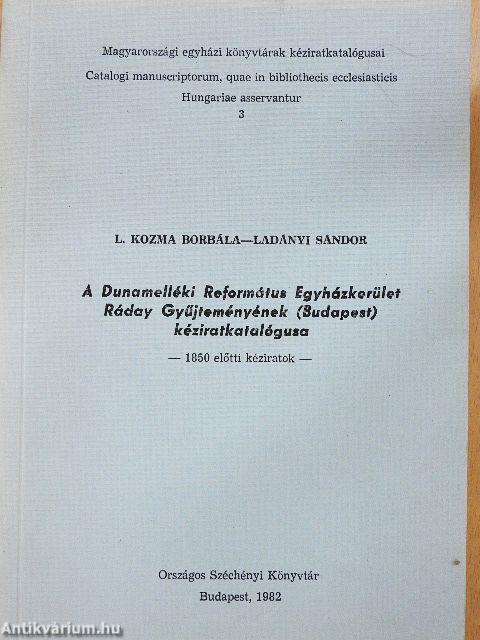 Magyarországi egyházi könyvtárak kéziratkatalógusai
Catalogi manuscriptorum, quae in bibliothecis ecclesiasticis
Hungariae asservantur
3
L. KOZMA BORBÁLA—LADÁNYI SÁNDOR
A Dunamelléki Református Egyházkerület
Ráday Gyűjteményének (Budapest)
kéziratkatalógusa
— 1850 előtti kéziratok —
Országos Széchényi Könyvtár
Budapest, 1982
Antikvárium.hu